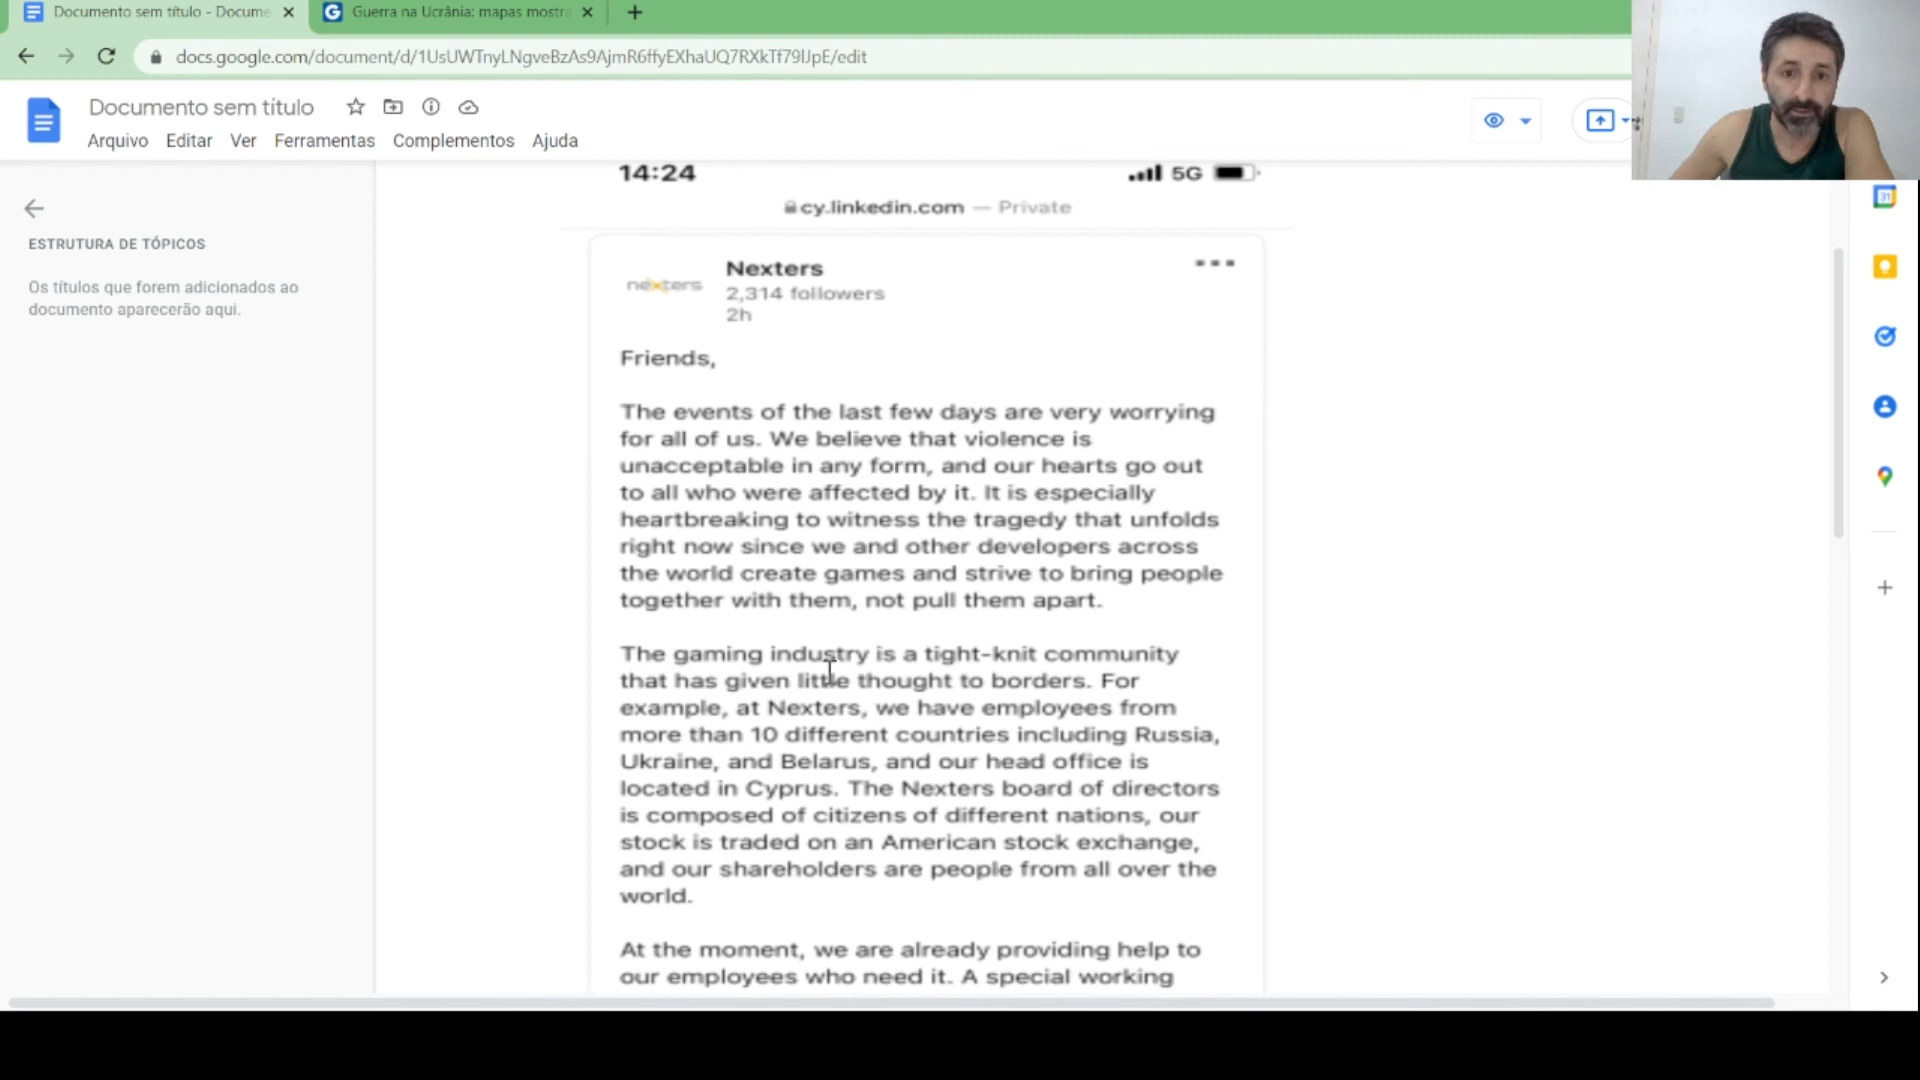 Documento sem título - Docume
Guerra na Ucrânia: mapas mostra
docs.google.com/document/d/1UsUWTnyLNgveBzAs9AjmR6ffyEXhaUQ7RXkTf79lJpE/edit
Documento sem título
Arquivo Editar Ver Ferramentas Complementos Ajuda
ESTRUTURA DE TÓPICOS
Os títulos que forem adicionados ao
documento aparecerão aqui.
14:24
5G
cy.linkedin.com — Private
nexters
Nexters
2,314 followers
2h
Friends,
The events of the last few days are very worrying
for all of us. We believe that violence is
unacceptable in any form, and our hearts go out
to all who were affected by it. It is especially
heartbreaking to witness the tragedy that unfolds
right now since we and other developers across
the world create games and strive to bring people
together with them, not pull them apart.
The gaming industry is a tight-knit community
that has given little thought to borders. For
example, at Nexters, we have employees from
more than 10 different countries including Russia,
Ukraine, and Belarus, and our head office is
located in Cyprus. The Nexters board of directors
is composed of citizens of different nations, our
stock is traded on an American stock exchange,
and our shareholders are people from all over the
world.
At the moment, we are already providing help to
our employees who need it. A special working
31